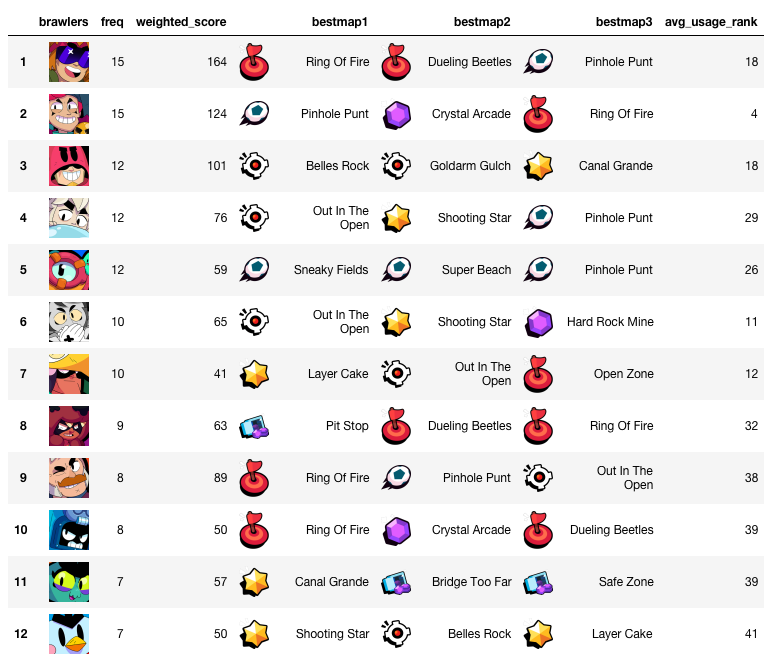 brawlers freq weighted_score bestmap1 bestmap2 bestmap3 avg_usage_rank
1 15 164 Ring Of Fire Dueling Beetles Pinhole Punt 18
2 15 124 Pinhole Punt Crystal Arcade Ring Of Fire 4
3 12 101 Belles Rock Goldarm Gulch Canal Grande 18
4 12 76 Out In The Open Shooting Star Pinhole Punt 29
5 12 59 Sneaky Fields Super Beach Pinhole Punt 26
6 10 65 Out In The Open Shooting Star Hard Rock Mine 11
7 10 41 Layer Cake Out In The Open Open Zone 12
8 9 63 Pit Stop Dueling Beetles Ring Of Fire 32
9 8 89 Ring Of Fire Pinhole Punt Out In The Open 38
10 8 50 Ring Of Fire Crystal Arcade Dueling Beetles 39
11 7 57 Canal Grande Bridge Too Far Safe Zone 39
12 7 50 Shooting Star Belles Rock Layer Cake 41